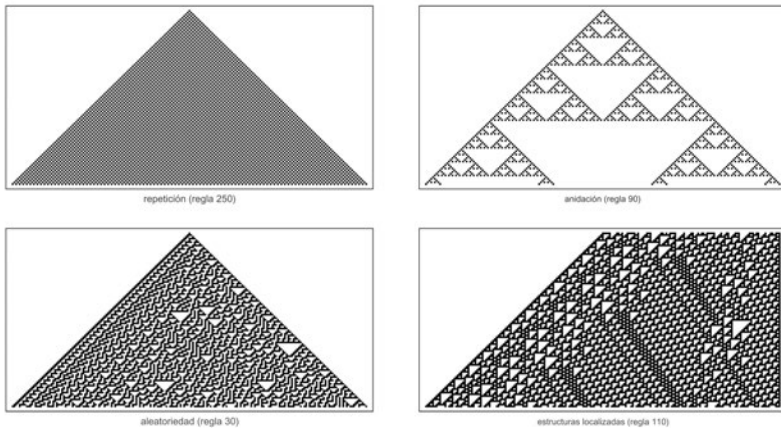 repetición (regla 250)
anidación (regla 90)
aleatoriedad (regla 30)
estructuras localizadas (regla 110)